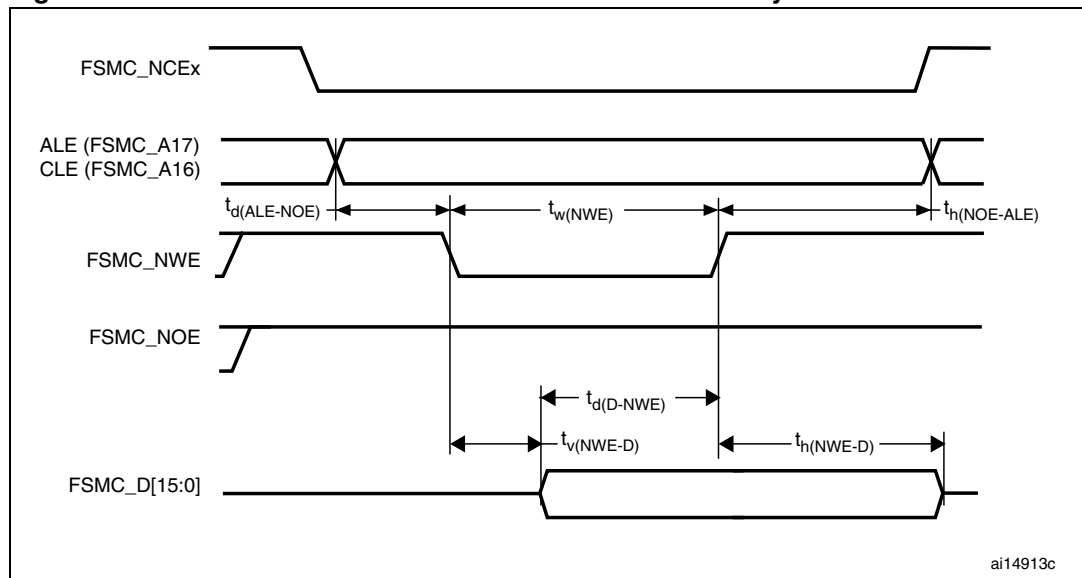 FSMC_NCEx
ALE (FSMC_A17)
CLE (FSMC_A16)
td(ALE-NOE)
tw(NWE)
th(NOE-ALE)
FSMC_NWE
FSMC_NOE
td(D-NWE)
tv(NWE-D)
th(NWE-D)
FSMC_D[15:0]
ai14913c